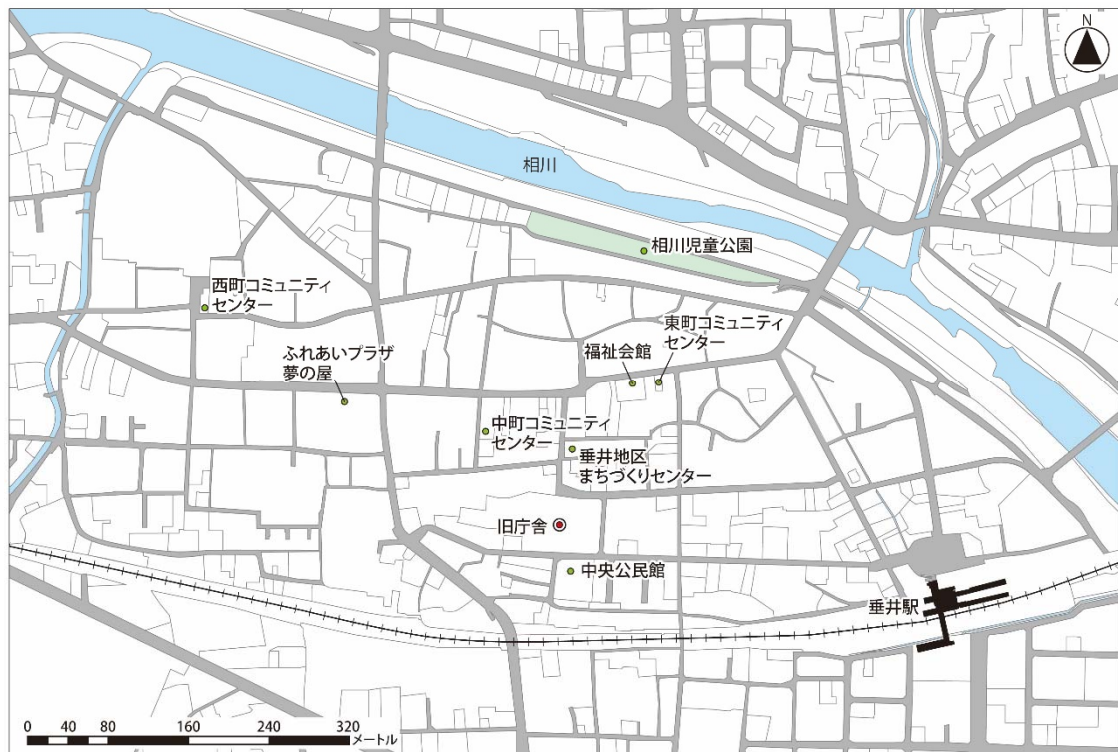 N
相川
相川児童公園
西町コミュニティ
センター
東町コミュニティ
センター
福祉会館
ふれあいプラザ
夢の屋
中町コミュニティ
センター
垂井地区
まちづくりセンター
旧庁舎
中央公民館
垂井駅
0 40 80 160 240 320
メートル